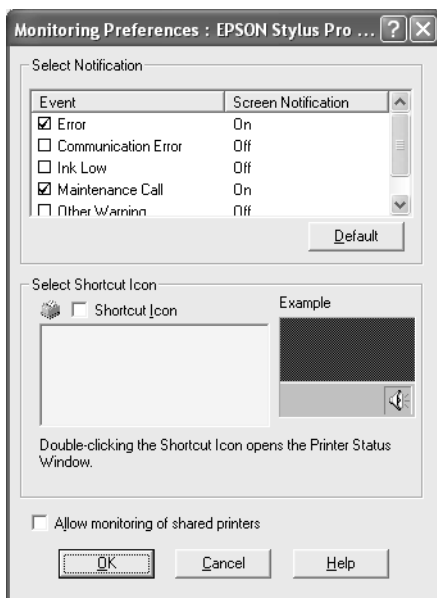 Monitoring Preferences : EPSON Stylus Pro ...
Select Notification
Event Screen Notification
Error On
Communication Error Off
Ink Low Off
Maintenance Call On
Other Warning Off
Default
Select Shortcut Icon
Shortcut Icon
Example
Double-clicking the Shortcut Icon opens the Printer Status
Window.
Allow monitoring of shared printers
OK Cancel Help